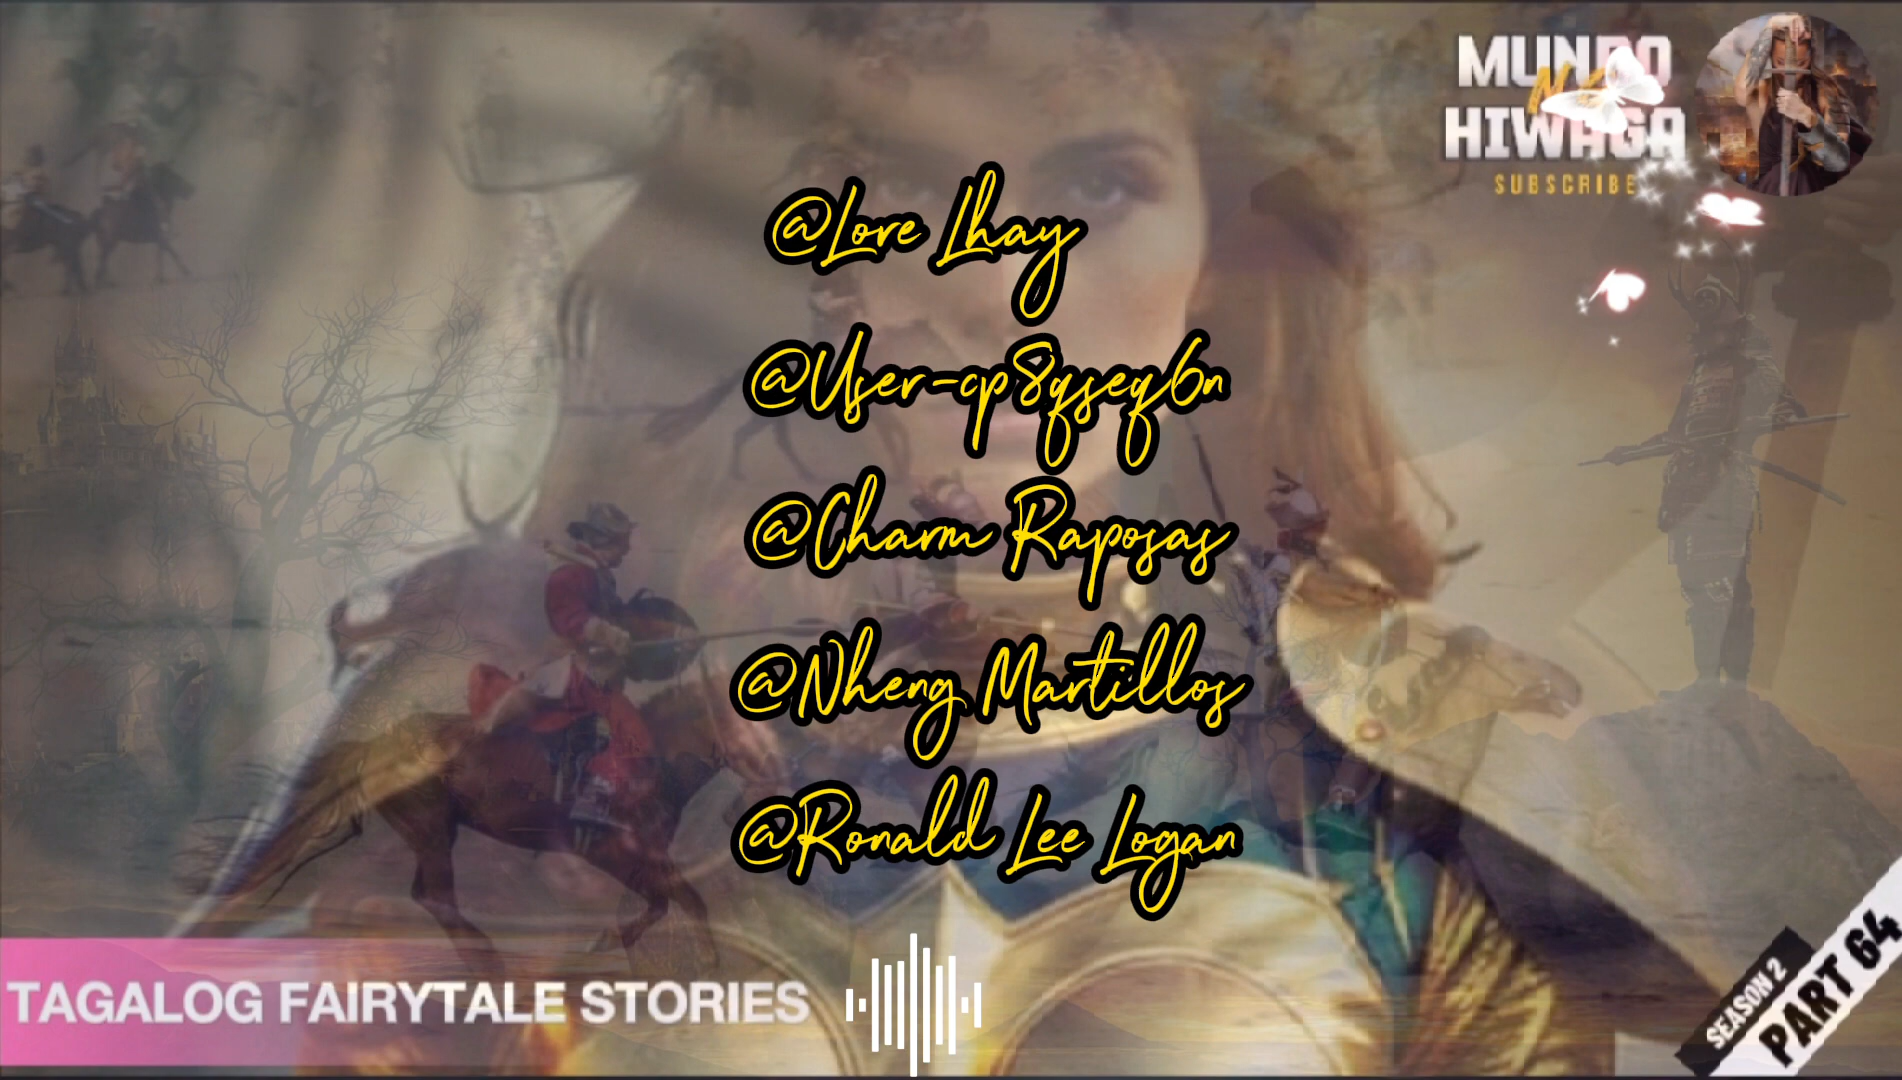 MUNDO
NG
HIWAGA
SUBSCRIBE
@Love Lhay
@User-cp8qseq6n
@Charm Raposas
@Nheng Martillos
@Ronald Lee Logan
TAGALOG FAIRYTALE STORIES
SEASON 2
PART 64